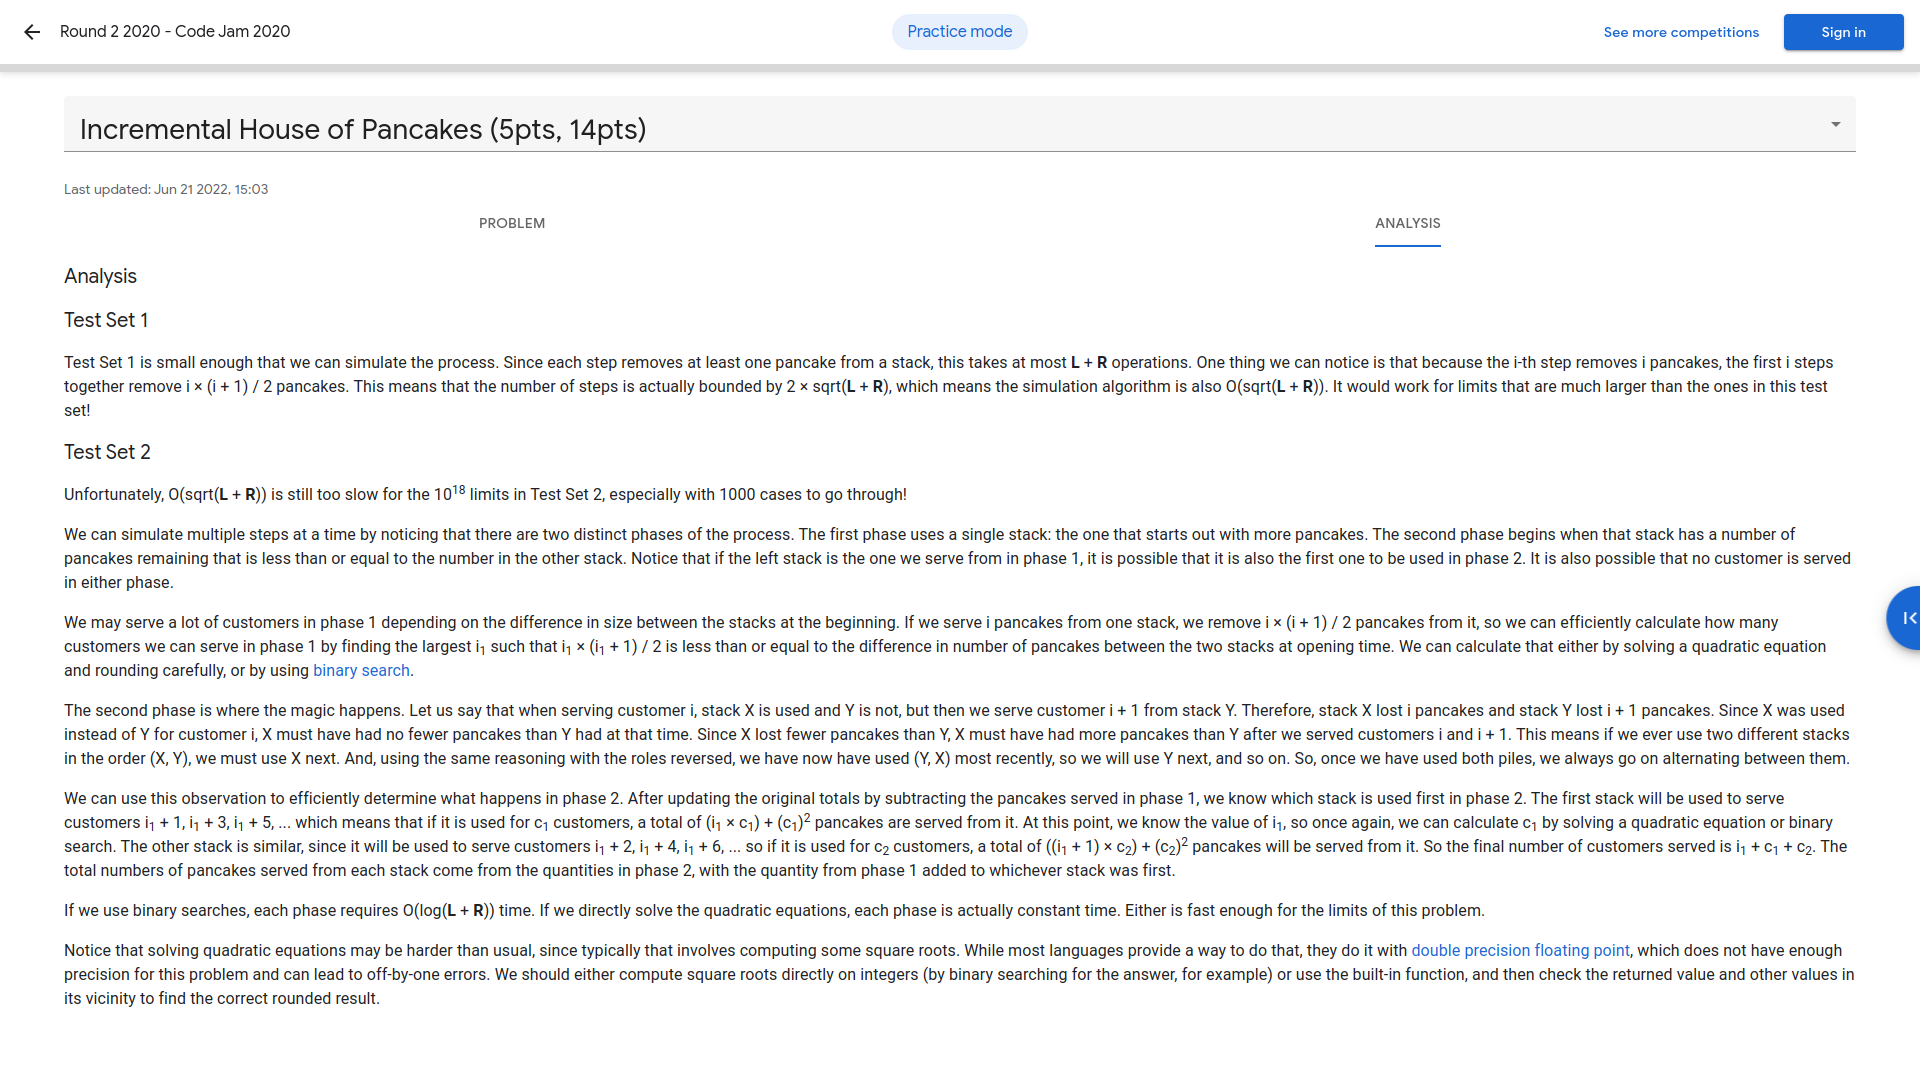 Round 2 2020 - Code Jam 2020
Practice mode
See more competitions
Sign in
Incremental House of Pancakes (5pts, 14pts)
Last updated: Jun 21 2022, 15:03
PROBLEM
ANALYSIS
Analysis
Test Set 1
Test Set 1 is small enough that we can simulate the process. Since each step removes at least one pancake from a stack, this takes at most L + R operations. One thing we can notice is that because the i-th step removes i pancakes, the first i steps
together remove i × (i + 1) / 2 pancakes. This means that the number of steps is actually bounded by 2 × sqrt(L + R), which means the simulation algorithm is also O(sqrt(L + R)). It would work for limits that are much larger than the ones in this test
set!
Test Set 2
Unfortunately, O(sqrt(L + R)) is still too slow for the 10^18 limits in Test Set 2, especially with 1000 cases to go through!
We can simulate multiple steps at a time by noticing that there are two distinct phases of the process. The first phase uses a single stack: the one that starts out with more pancakes. The second phase begins when that stack has a number of
pancakes remaining that is less than or equal to the number in the other stack. Notice that if the left stack is the one we serve from in phase 1, it is possible that it is also the first one to be used in phase 2. It is also possible that no customer is served
in either phase.
We may serve a lot of customers in phase 1 depending on the difference in size between the stacks at the beginning. If we serve i pancakes from one stack, we remove i × (i + 1) / 2 pancakes from it, so we can efficiently calculate how many
customers we can serve in phase 1 by finding the largest i₁ such that i₁ × (i₁ + 1) / 2 is less than or equal to the difference in number of pancakes between the two stacks at opening time. We can calculate that either by solving a quadratic equation
and rounding carefully, or by using binary search.
The second phase is where the magic happens. Let us say that when serving customer i, stack X is used and Y is not, but then we serve customer i + 1 from stack Y. Therefore, stack X lost i pancakes and stack Y lost i + 1 pancakes. Since X was used
instead of Y for customer i, X must have had no fewer pancakes than Y had at that time. Since X lost fewer pancakes than Y, X must have had more pancakes than Y after we served customers i and i + 1. This means if we ever use two different stacks
in the order (X, Y), we must use X next. And, using the same reasoning with the roles reversed, we have now have used (Y, X) most recently, so we will use Y next, and so on. So, once we have used both piles, we always go on alternating between them.
We can use this observation to efficiently determine what happens in phase 2. After updating the original totals by subtracting the pancakes served in phase 1, we know which stack is used first in phase 2. The first stack will be used to serve
customers i₁ + 1, i₁ + 3, i₁ + 5, ... which means that if it is used for c₁ customers, a total of (i₁ × c₁) + (c₁)² pancakes are served from it. At this point, we know the value of i₁, so once again, we can calculate c₁ by solving a quadratic equation or binary
search. The other stack is similar, since it will be used to serve customers i₁ + 2, i₁ + 4, i₁ + 6, ... so if it is used for c₂ customers, a total of ((i₁ + 1) × c₂) + (c₂)² pancakes will be served from it. So the final number of customers served is i₁ + c₁ + c₂. The
total numbers of pancakes served from each stack come from the quantities in phase 2, with the quantity from phase 1 added to whichever stack was first.
If we use binary searches, each phase requires O(log(L + R)) time. If we directly solve the quadratic equations, each phase is actually constant time. Either is fast enough for the limits of this problem.
Notice that solving quadratic equations may be harder than usual, since typically that involves computing some square roots. While most languages provide a way to do that, they do it with double precision floating point, which does not have enough
precision for this problem and can lead to off-by-one errors. We should either compute square roots directly on integers (by binary searching for the answer, for example) or use the built-in function, and then check the returned value and other values in
its vicinity to find the correct rounded result.